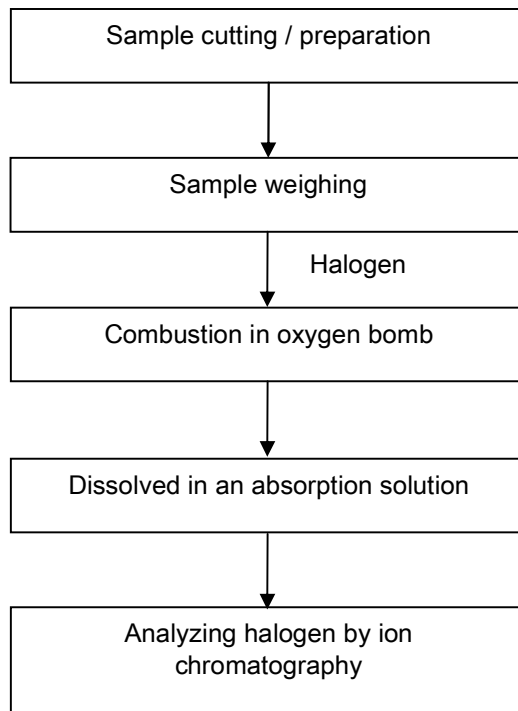 Sample cutting / preparation
Sample weighing
Halogen
Combustion in oxygen bomb
Dissolved in an absorption solution
Analyzing halogen by ion
chromatography